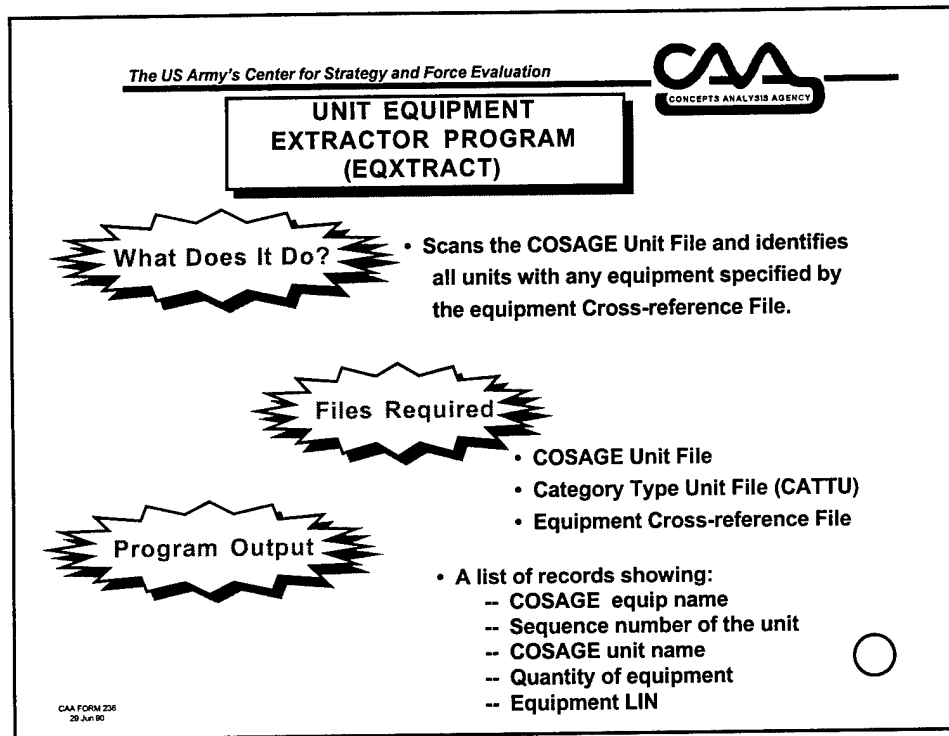 The US Army's Center for Strategy and Force Evaluation
CAA
CONCEPTS ANALYSIS AGENCY
UNIT EQUIPMENT
EXTRACTOR PROGRAM
(EQXTRACT)
What Does It Do?
• Scans the COSAGE Unit File and identifies
all units with any equipment specified by
the equipment Cross-reference File.
Files Required
• COSAGE Unit File
• Category Type Unit File (CATTU)
• Equipment Cross-reference File
Program Output
• A list of records showing:
-- COSAGE equip name
-- Sequence number of the unit
-- COSAGE unit name
-- Quantity of equipment
-- Equipment LIN
CAA FORM 236
29 Jun 90